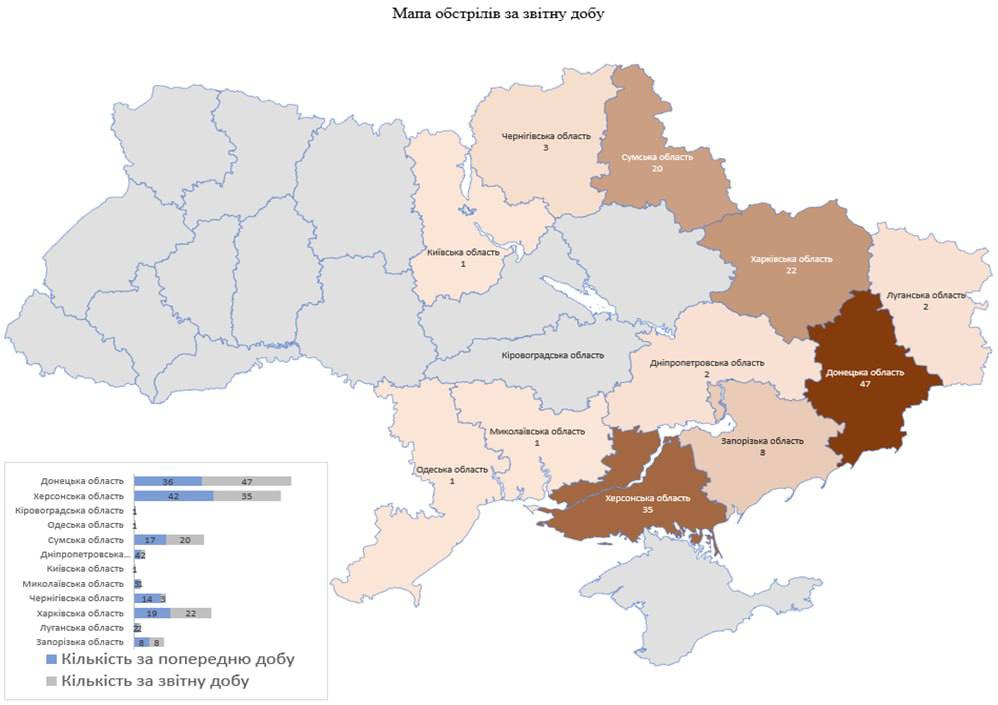 Мапа обстрілів за звітну добу
Чернігівська область
3
Сумська область
20
Київська область
1
Харківська область
22
Луганська область
2
Кіровоградська область
Дніпропетровська область
2
Донецька область
47
Миколаївська область
1
Запорізька область
8
Одеська область
1
Херсонська область
35
Донецька область 36 47
Херсонська область 42 35
Кіровоградська область 1
Одеська область 1
Сумська область 17 20
Дніпропетровська... 4 2
Київська область 1
Миколаївська область 1
Чернігівська область 14 3
Харківська область 19 22
Луганська область 2 2
Запорізька область 8 8
Кількість за попередню добу
Кількість за звітну добу